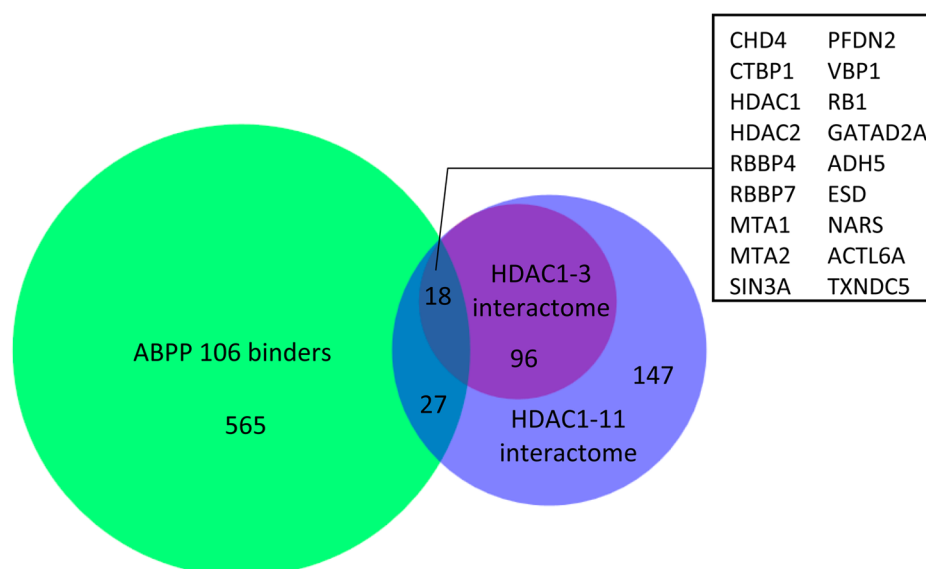 CHD4 PFDN2
CTBP1 VBP1
HDAC1 RB1
HDAC2 GATAD2A
RBBP4 ADH5
RBBP7 ESD
MTA1 NARS
MTA2 ACTL6A
SIN3A TXNDC5
HDAC1-3
interactome
18
ABPP 106 binders
96
147
27
HDAC1-11
interactome
565